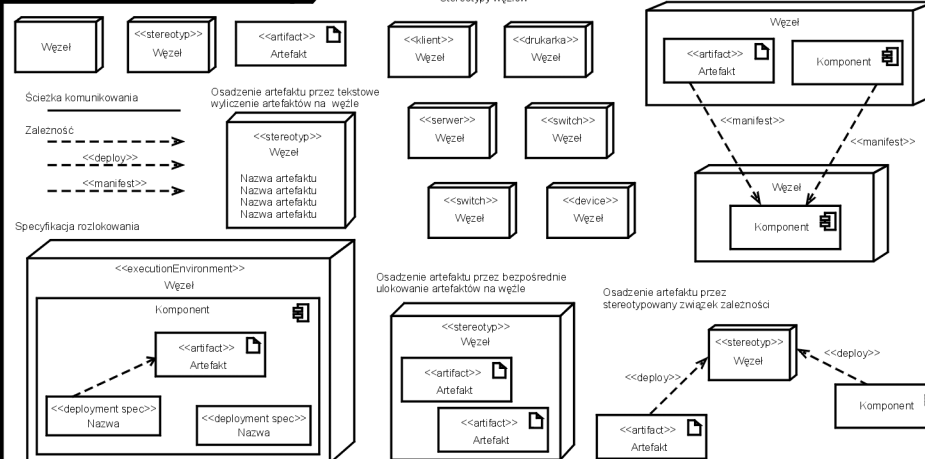 Stereotypy węzłów
Węzeł
<<stereotyp>>
Węzeł
<<artifact>>
Artefakt
<<klient>>
Węzeł
<<drukarka>>
Węzeł
Węzeł
<<artifact>>
Artefakt
Komponent
Ścieżka komunikowania
Zależność
<<deploy>>
<<manifest>>
Osadzenie artefaktu przez tekstowe
wyliczenie artefaktów na węźle
<<stereotyp>>
Węzeł
Nazwa artefaktu
Nazwa artefaktu
Nazwa artefaktu
Nazwa artefaktu
<<serwer>>
Węzeł
<<switch>>
Węzeł
<<switch>>
Węzeł
<<device>>
Węzeł
<<manifest>>
<<manifest>>
Węzeł
Komponent
Specyfikacja rozlokowania
<<executionEnvironment>>
Węzeł
Komponent
<<artifact>>
Artefakt
<<deployment spec>>
Nazwa
<<deployment spec>>
Nazwa
Osadzenie artefaktu przez bezpośrednie
ulokowanie artefaktów na węźle
<<stereotyp>>
Węzeł
<<artifact>>
Artefakt
<<artifact>>
Artefakt
Osadzenie artefaktu przez
stereotypowany związek zależności
<<stereotyp>>
Węzeł
<<deploy>>
<<deploy>>
<<artifact>>
Artefakt
Komponent